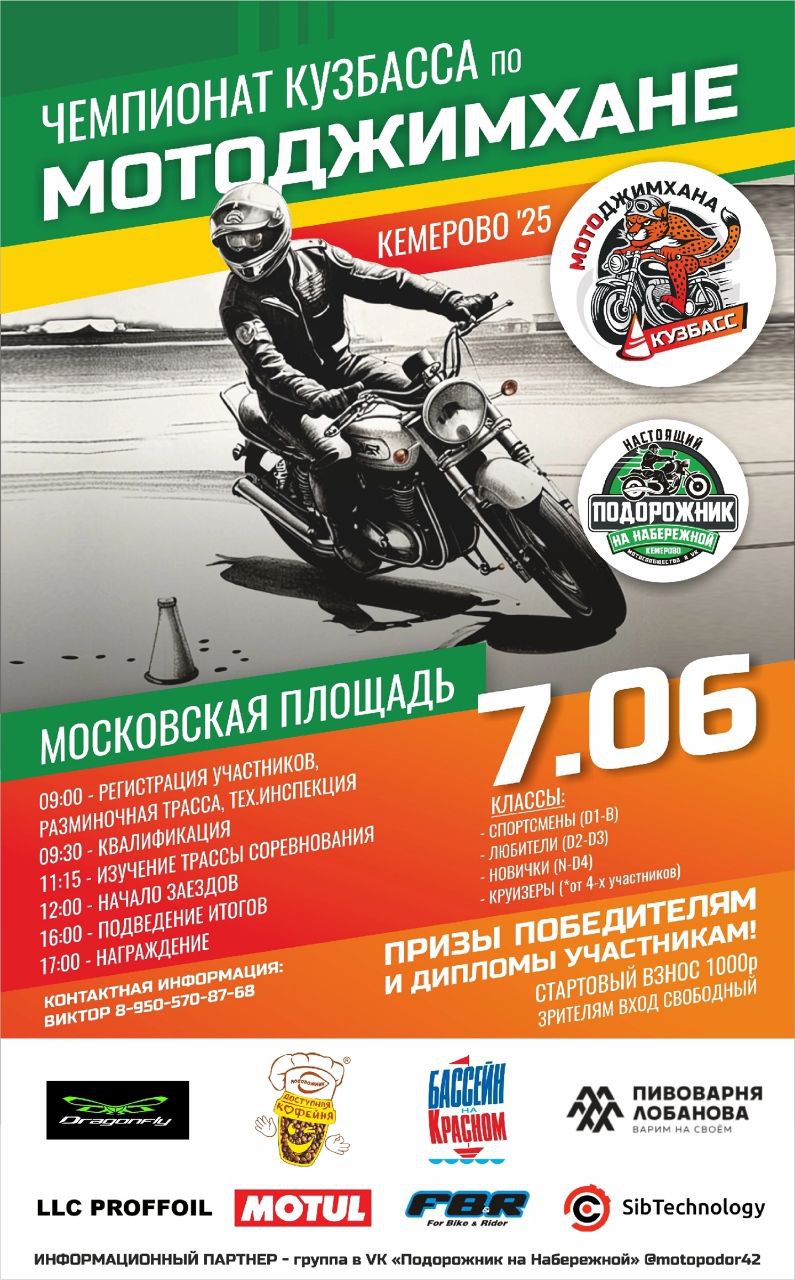 ЧЕМПИОНАТ КУЗБАССА ПО
МОТОДЖИМХАНЕ
КЕМЕРОВО '25
МОТОДЖИМХАНА
КУЗБАСС
НАСТОЯЩИЙ
ПОДОРОЖНИК
НА НАБЕРЕЖНОЙ
КЕМЕРОВО
МОТОСООБЩЕСТВО В VK
МОСКОВСКАЯ ПЛОЩАДЬ
7.06
09:00 - РЕГИСТРАЦИЯ УЧАСТНИКОВ,
РАЗМИНОЧНАЯ ТРАССА, ТЕХ.ИНСПЕКЦИЯ
09:30 - КВАЛИФИКАЦИЯ
11:15 - ИЗУЧЕНИЕ ТРАССЫ СОРЕВНОВАНИЯ
12:00 - НАЧАЛО ЗАЕЗДОВ
16:00 - ПОДВЕДЕНИЕ ИТОГОВ
17:00 - НАГРАЖДЕНИЕ
КЛАССЫ:
- СПОРТСМЕНЫ (D1-B)
- ЛЮБИТЕЛИ (D2-D3)
- НОВИЧКИ (N-D4)
- КРУИЗЕРЫ (*от 4-х участников)
ПРИЗЫ ПОБЕДИТЕЛЯМ
И ДИПЛОМЫ УЧАСТНИКАМ!
СТАРТОВЫЙ ВЗНОС 1000р
ЗРИТЕЛЯМ ВХОД СВОБОДНЫЙ
КОНТАКТНАЯ ИНФОРМАЦИЯ:
ВИКТОР 8-950-570-87-68
Dragonfly
ПОДОРОЖНИК
®
ДОСТУПНАЯ
КОФЕЙНЯ
БАССЕЙН
НА
КРАСНОМ
ПИВОВАРНЯ
ЛОБАНОВА
ВАРИМ НА СВОЁМ
LLC PROFFOIL
MOTUL
FB&R
For Bike & Rider
SibTechnology
ИНФОРМАЦИОННЫЙ ПАРТНЕР - группа в VK «Подорожник на Набережной» @motopodor42